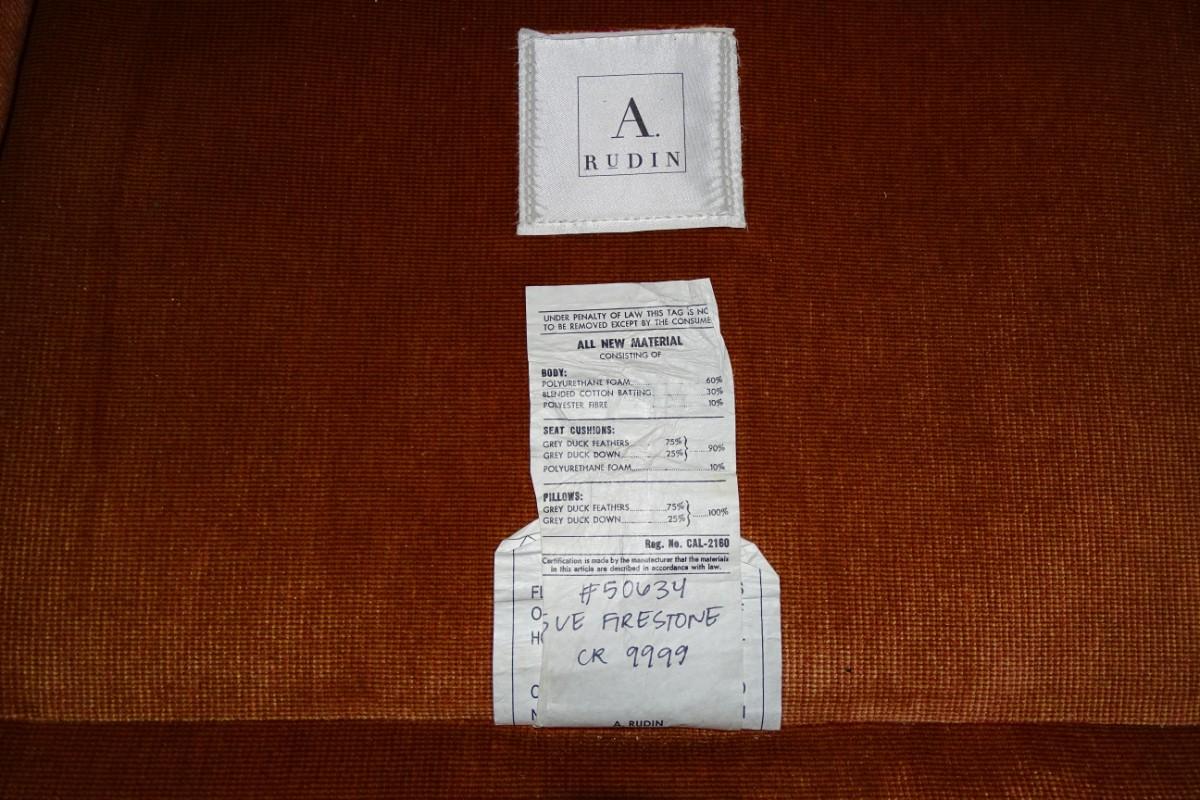 A.
RUDIN
UNDER PENALTY OF LAW THIS TAG IS NO
TO BE REMOVED EXCEPT BY THE CONSUME
ALL NEW MATERIAL
CONSISTING OF
BODY:
POLYURETHANE FOAM........60%
BLENDED COTTON BATTING........30%
POLYESTER FIBRE........10%
SEAT CUSHIONS:
GREY DUCK FEATHERS........75%
GREY DUCK DOWN........25% } ........90%
POLYURETHANE FOAM........10%
PILLOWS:
GREY DUCK FEATHERS........75%
GREY DUCK DOWN........25% } ........100%
Reg. No. CAL-2160
Certification is made by the manufacturer that the materials
in this article are described in accordance with law.
#50634
SUE FIRESTONE
CR 9999
A. RUDIN